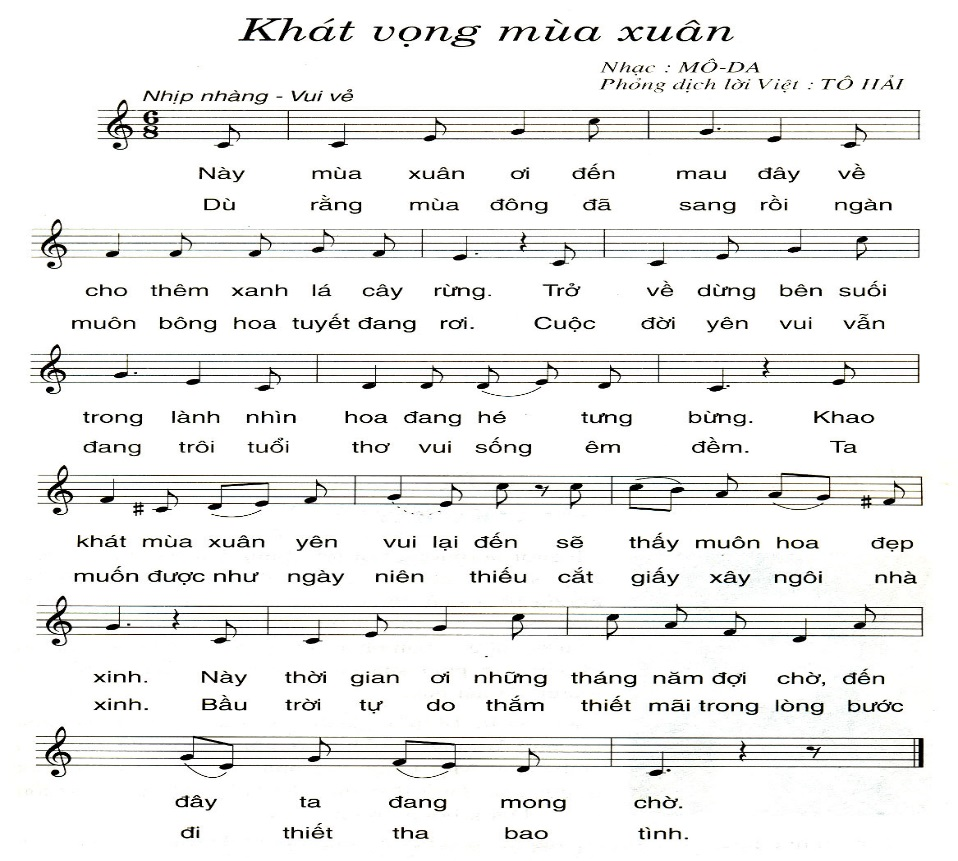 Khát vọng mùa xuân
Nhạc : MÔ-DA
Phỏng dịch lời Việt : TÔ HẢI
Nhịp nhàng - Vui vẻ
6
8
Này mùa xuân ơi đến mau đây về
Dù rằng mùa đông đã sang rồi ngàn
cho thêm xanh lá cây rừng. Trở về dừng bên suối
muôn bông hoa tuyết đang rơi. Cuộc đời yên vui vẫn
trong lành nhìn hoa đang hé tưng bừng. Khao
đang trôi tuổi thơ vui sống êm đềm. Ta
khát mùa xuân yên vui lại đến sẽ thấy muôn hoa đẹp
muốn được như ngày niên thiếu cắt giấy xây ngôi nhà
xinh. Này thời gian ơi những tháng năm đợi chờ, đến
xinh. Bầu trời tự do thắm thiết mãi trong lòng bước
đây ta đang mong chờ.
đi thiết tha bao tình.